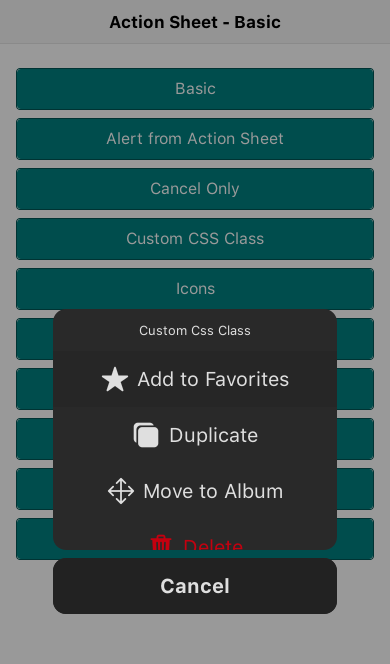 Action Sheet - Basic
Basic
Alert from Action Sheet
Cancel Only
Custom CSS Class
Icons
Custom Css Class
Add to Favorites
Duplicate
Move to Album
Delete
Cancel